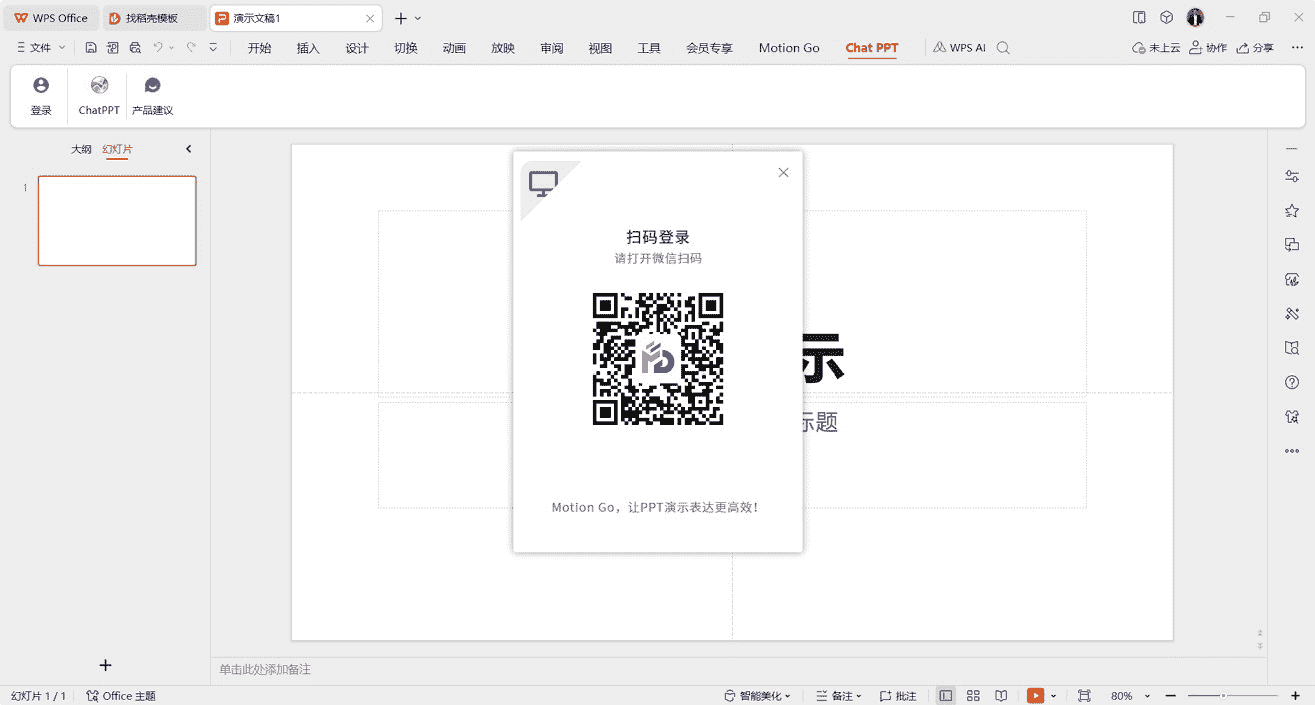 WPS Office
找稻壳模板
演示文稿1
文件
开始
插入
设计
切换
动画
放映
审阅
视图
工具
会员专享
Motion Go
Chat PPT
WPS AI
未上云
协作
分享
登录
ChatPPT
产品建议
大纲
幻灯片
1
扫码登录
请打开微信扫码
MD
Motion Go，让PPT演示表达更高效！
示
标题
单击此处添加备注
幻灯片 1 / 1
Office 主题
智能美化
备注
批注
80%